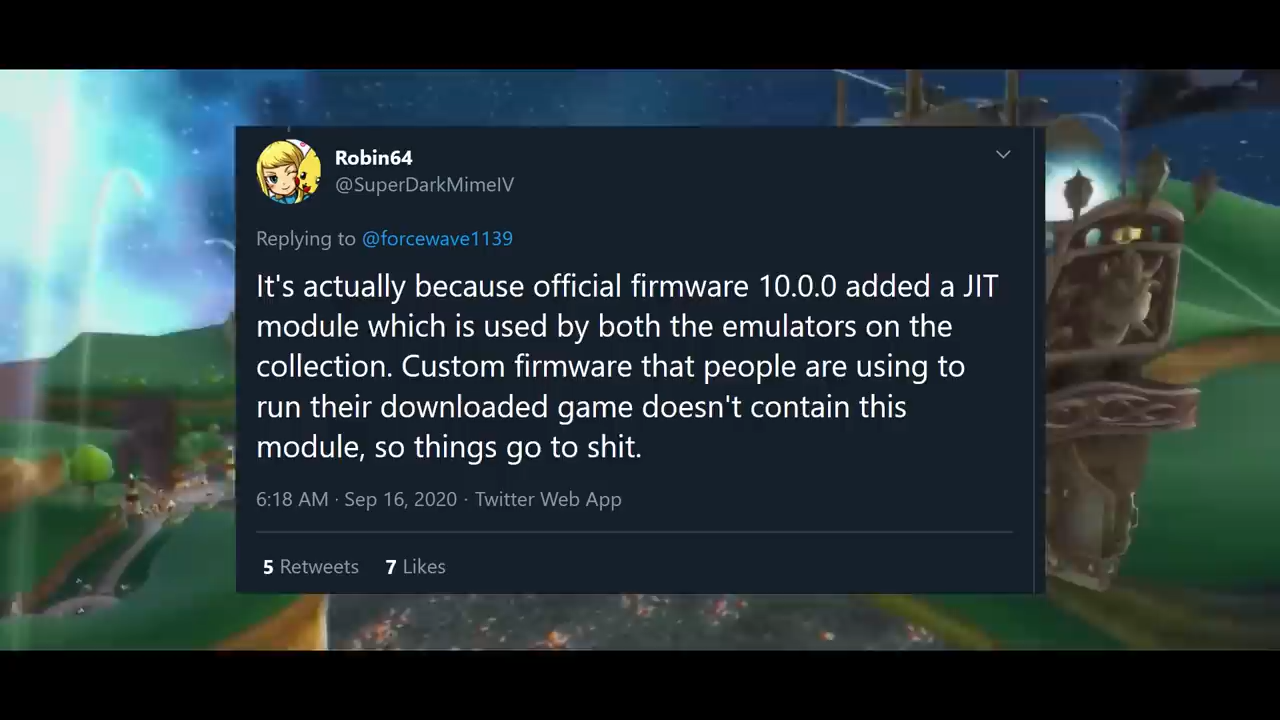 Robin64
@SuperDarkMimeIV
Replying to @forcewave1139
It's actually because official firmware 10.0.0 added a JIT
module which is used by both the emulators on the
collection. Custom firmware that people are using to
run their downloaded game doesn't contain this
module, so things go to shit.
6:18 AM · Sep 16, 2020 · Twitter Web App
5 Retweets 7 Likes